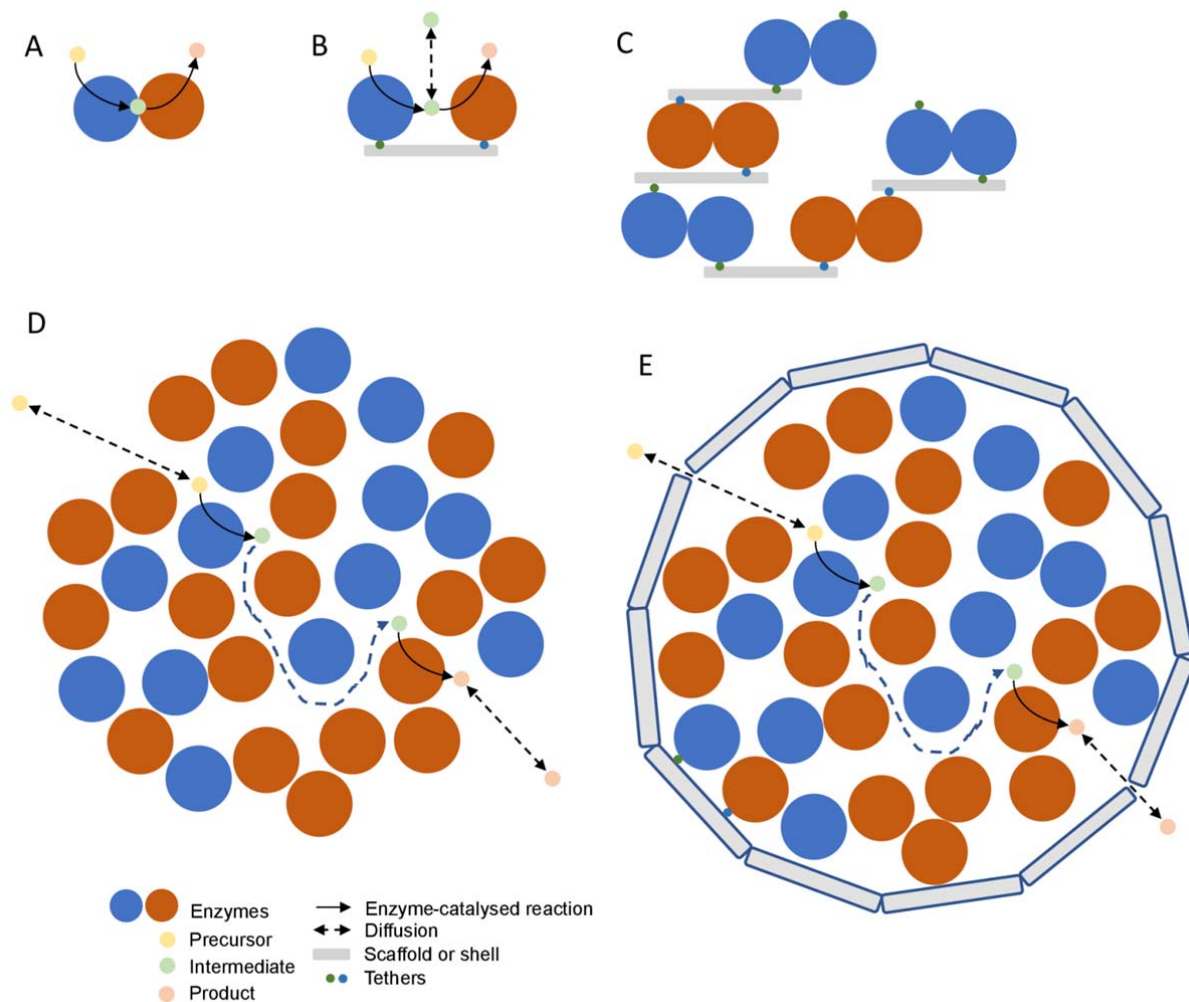 A
B
C
D
E
Enzymes
Precursor
Intermediate
Product
Enzyme-catalysed reaction
Diffusion
Scaffold or shell
Tethers